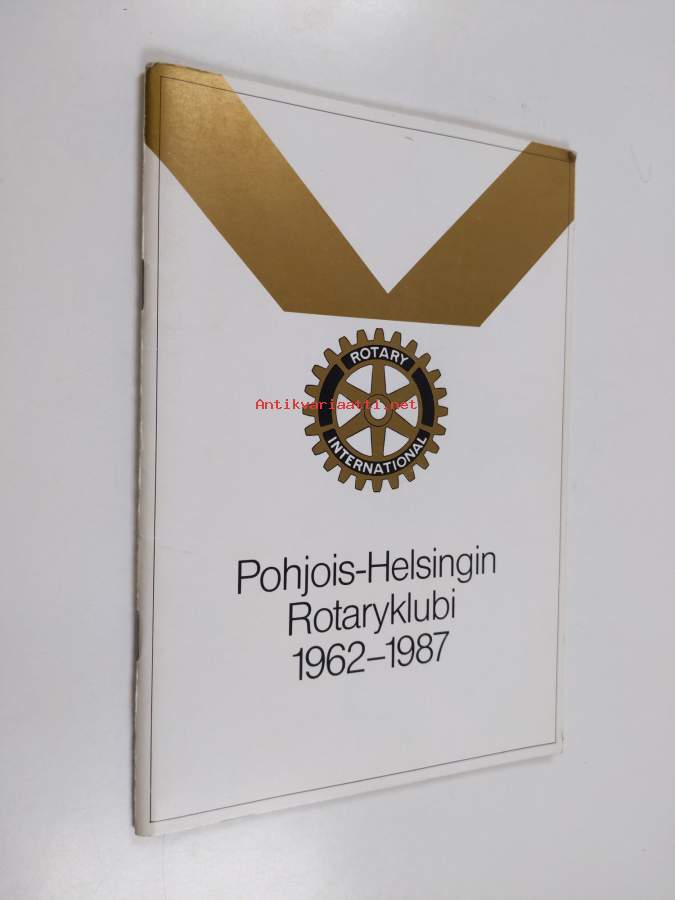 ROTARY
Antikvariaatti.net
INTERNATIONAL
Pohjois-Helsingin
Rotaryklubi
1962–1987